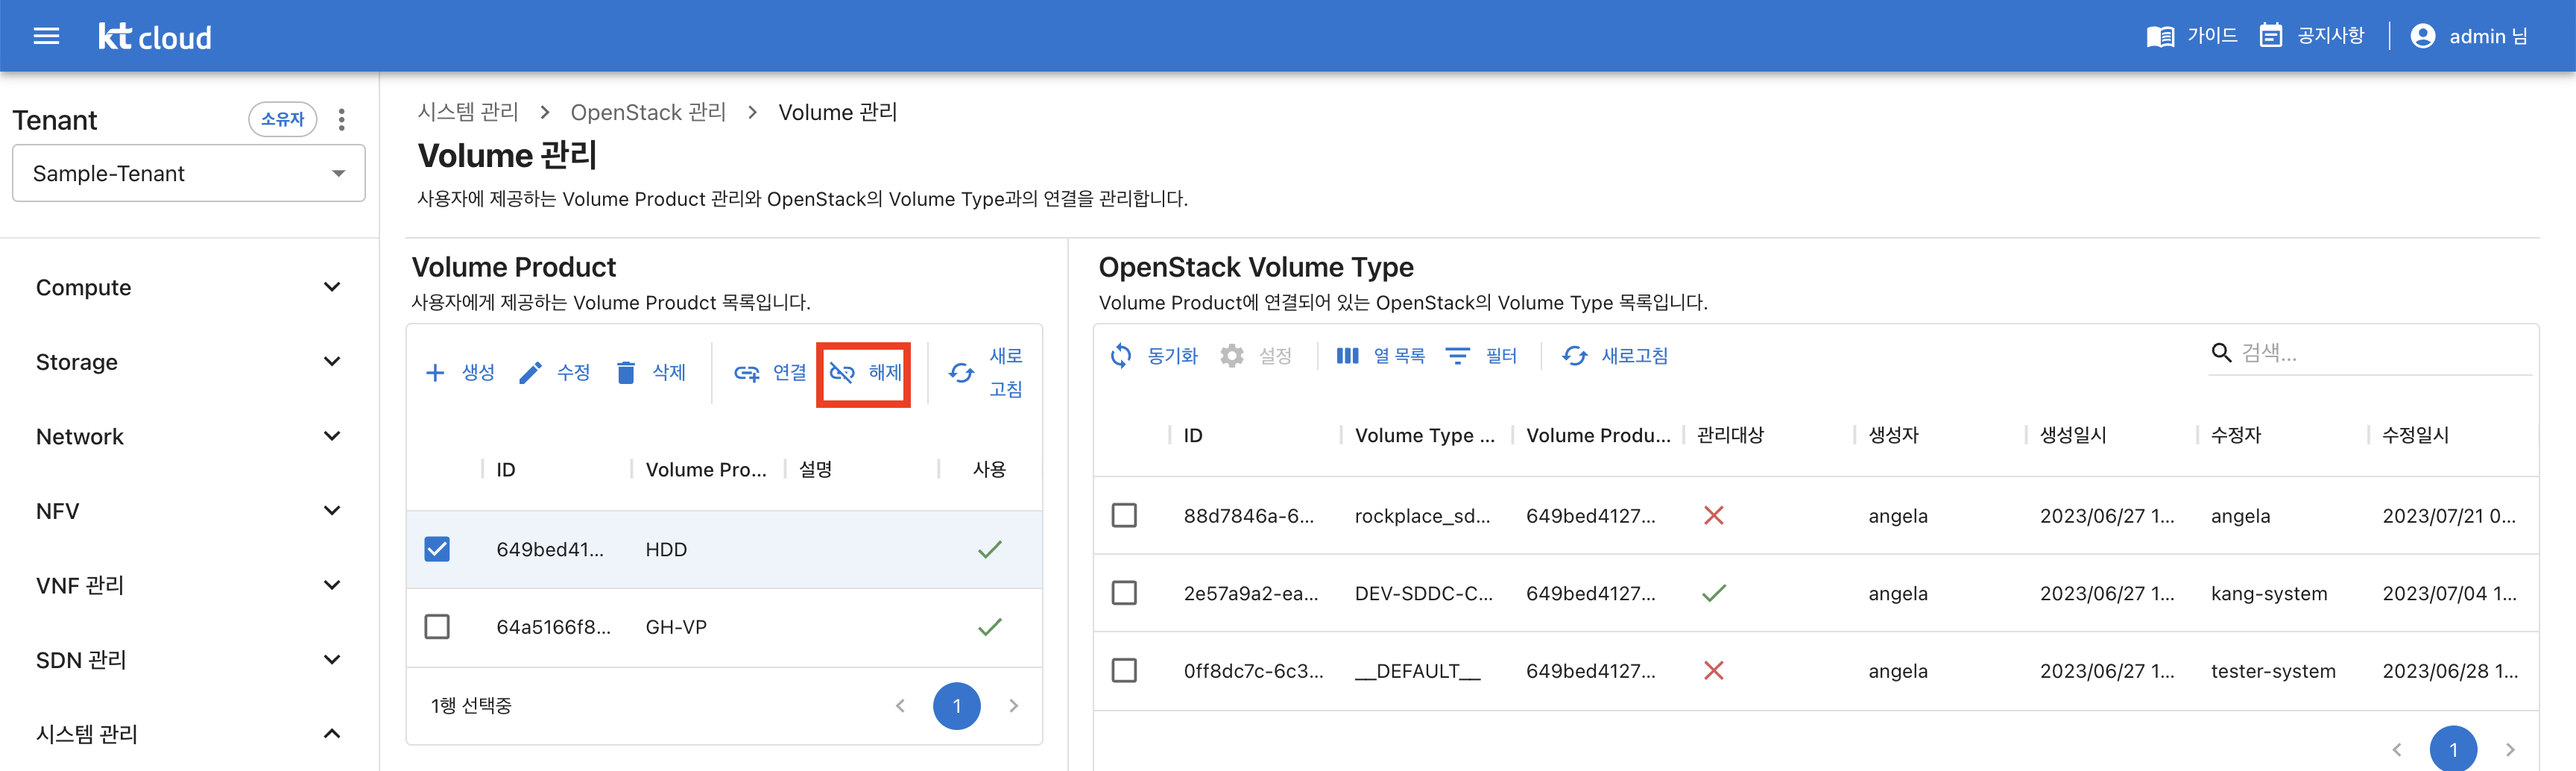 kt cloud
가이드
공지사항
admin 님
Tenant
소유자
Sample-Tenant
Compute
Storage
Network
NFV
VNF 관리
SDN 관리
시스템 관리
시스템 관리 > OpenStack 관리 > Volume 관리
Volume 관리
사용자에 제공하는 Volume Product 관리와 OpenStack의 Volume Type과의 연결을 관리합니다.
Volume Product
사용자에게 제공하는 Volume Proudct 목록입니다.
생성 수정 삭제 연결 해제 새로
고침
ID Volume Pro... 설명 사용
649bed41... HDD
64a5166f8... GH-VP
1행 선택중
1
OpenStack Volume Type
Volume Product에 연결되어 있는 OpenStack의 Volume Type 목록입니다.
동기화 설정 열 목록 필터 새로고침 검색...
ID Volume Type ... Volume Produ... 관리대상 생성자 생성일시 수정자 수정일시
88d7846a-6... rockplace_sd... 649bed4127... angela 2023/06/27 1... angela 2023/07/21 0...
2e57a9a2-ea... DEV-SDDC-C... 649bed4127... angela 2023/06/27 1... kang-system 2023/07/04 1...
0ff8dc7c-6c3... __DEFAULT__ 649bed4127... angela 2023/06/27 1... tester-system 2023/06/28 1...
1